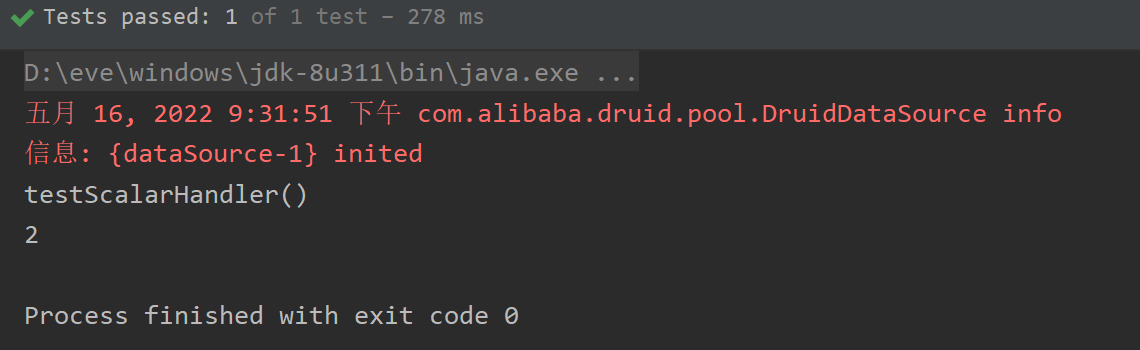 Tests passed: 1 of 1 test – 278 ms
D:\eve\windows\jdk-8u311\bin\java.exe ...
五月 16, 2022 9:31:51 下午 com.alibaba.druid.pool.DruidDataSource info
信息: {dataSource-1} inited
testScalarHandler()
2
Process finished with exit code 0